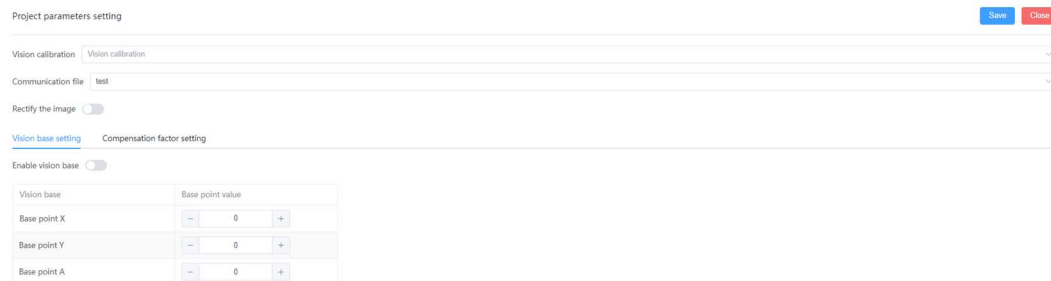 Project parameters setting Save Close
Vision calibration Vision calibration
Communication file test
Rectify the image
Vision base setting Compensation factor setting
Enable vision base
Vision base Base point value
Base point X − 0 +
Base point Y − 0 +
Base point A − 0 +